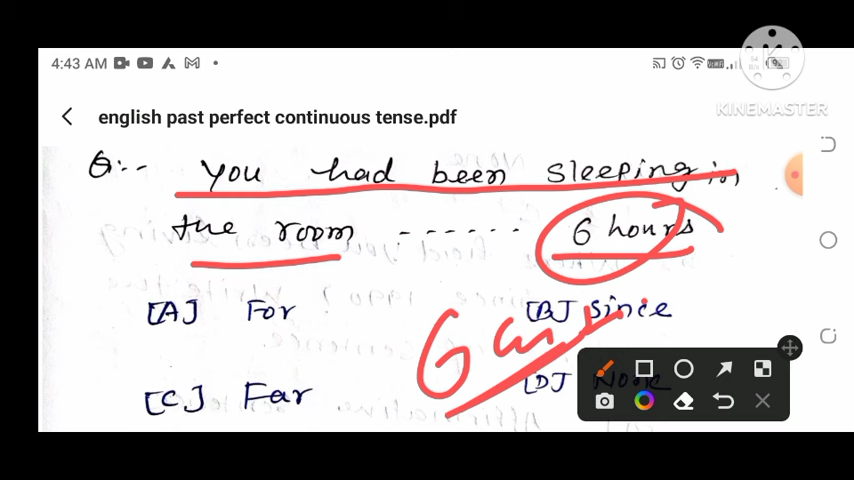 4:43 AM
KINEMASTER
english past perfect continuous tense.pdf
Q:- You had been sleeping in
the room ------ 6 hours
[A] For [B] Since
[C] Far [D] None